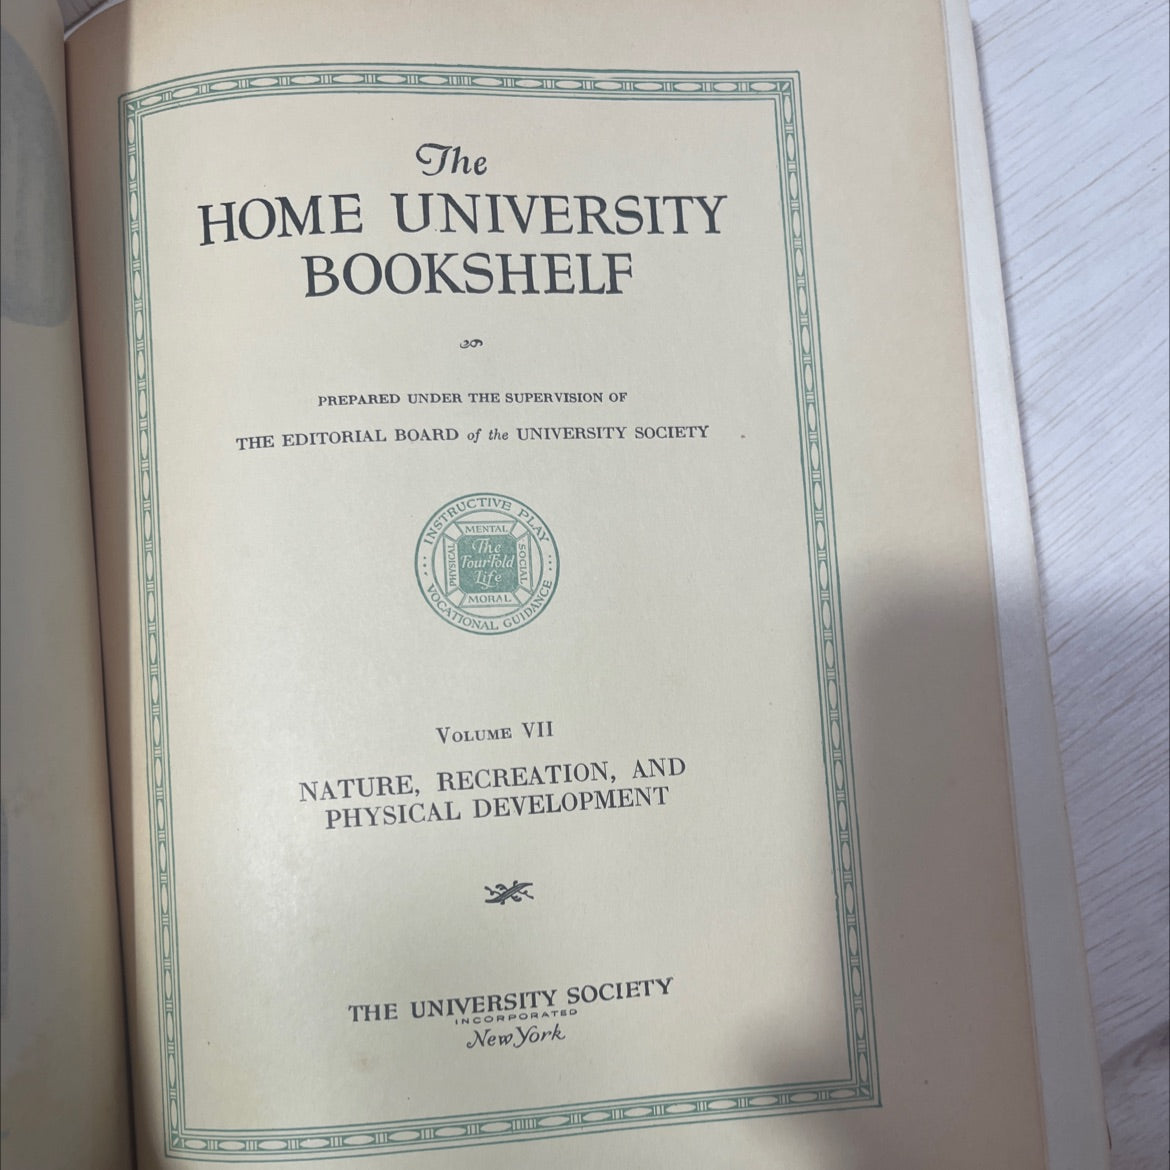 The
HOME UNIVERSITY
BOOKSHELF
PREPARED UNDER THE SUPERVISION OF
THE EDITORIAL BOARD of the UNIVERSITY SOCIETY
INSTRUCTIVE PLAY
MENTAL
PHYSICAL
The
FourFold
Life
SOCIAL
MORAL
VOCATIONAL GUIDANCE
VOLUME VII
NATURE, RECREATION, AND
PHYSICAL DEVELOPMENT
THE UNIVERSITY SOCIETY
INCORPORATED
New York